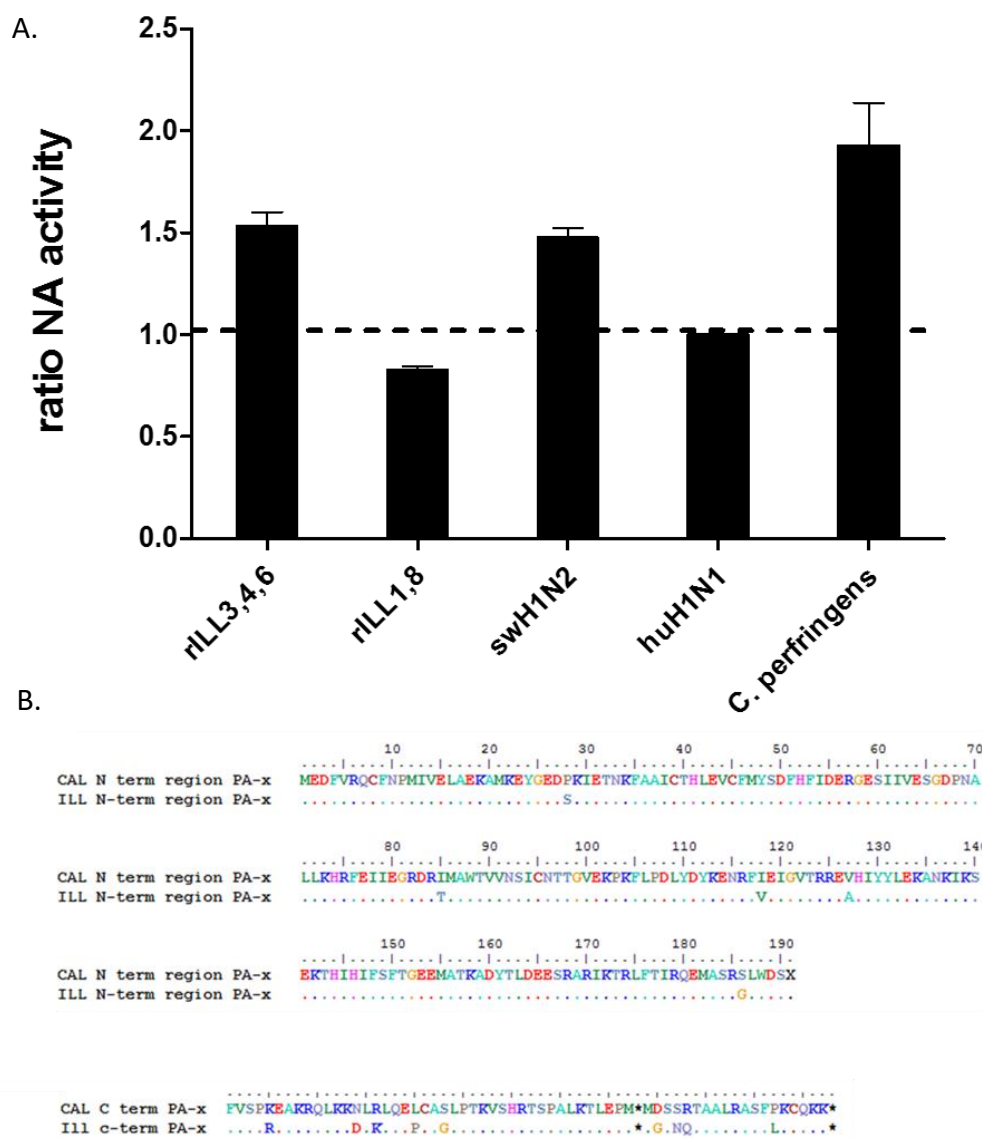 A.
2.5
2.0
1.5
1.0
0.5
0.0
ratio NA activity
rILL3,4,6
rILL1,8
swH1N2
huH1N1
C. perfringens
B.
10 20 30 40 50 60 70
CAL N term region PA-x MEDFVRQCFNPMIVELAEKAMKEYGEDPKIETNKFAAICTHLEVCFMYSDFHFIDERGESIIVESGDPNA
ILL N-term region PA-x ...........................S..........................................
80 90 100 110 120 130 140
CAL N term region PA-x LLKHRFEIIEGRDRIMAWTVVNSICNTTGVEKPKFLPDLYDYKENRFIEIGVTRREVHIYYLEKANKIKS
ILL N-term region PA-x ..............T................................V........A.............
150 160 170 180 190
CAL N term region PA-x EKTHIHIFSFTGEEMATKADYTLDEESRARIKTRLFTIRQEMASRSLWDSX
ILL N-term region PA-x .............................................G.....
CAL C term PA-x FVSPKEAKRQLKKNLRLQELCASLPTKVSHRTSPALKTLEPM*MDSSRTAALRASFPKCQKK*
Ill c-term PA-x ....R........D.K...P..G...................*.G.NQ........L.....*